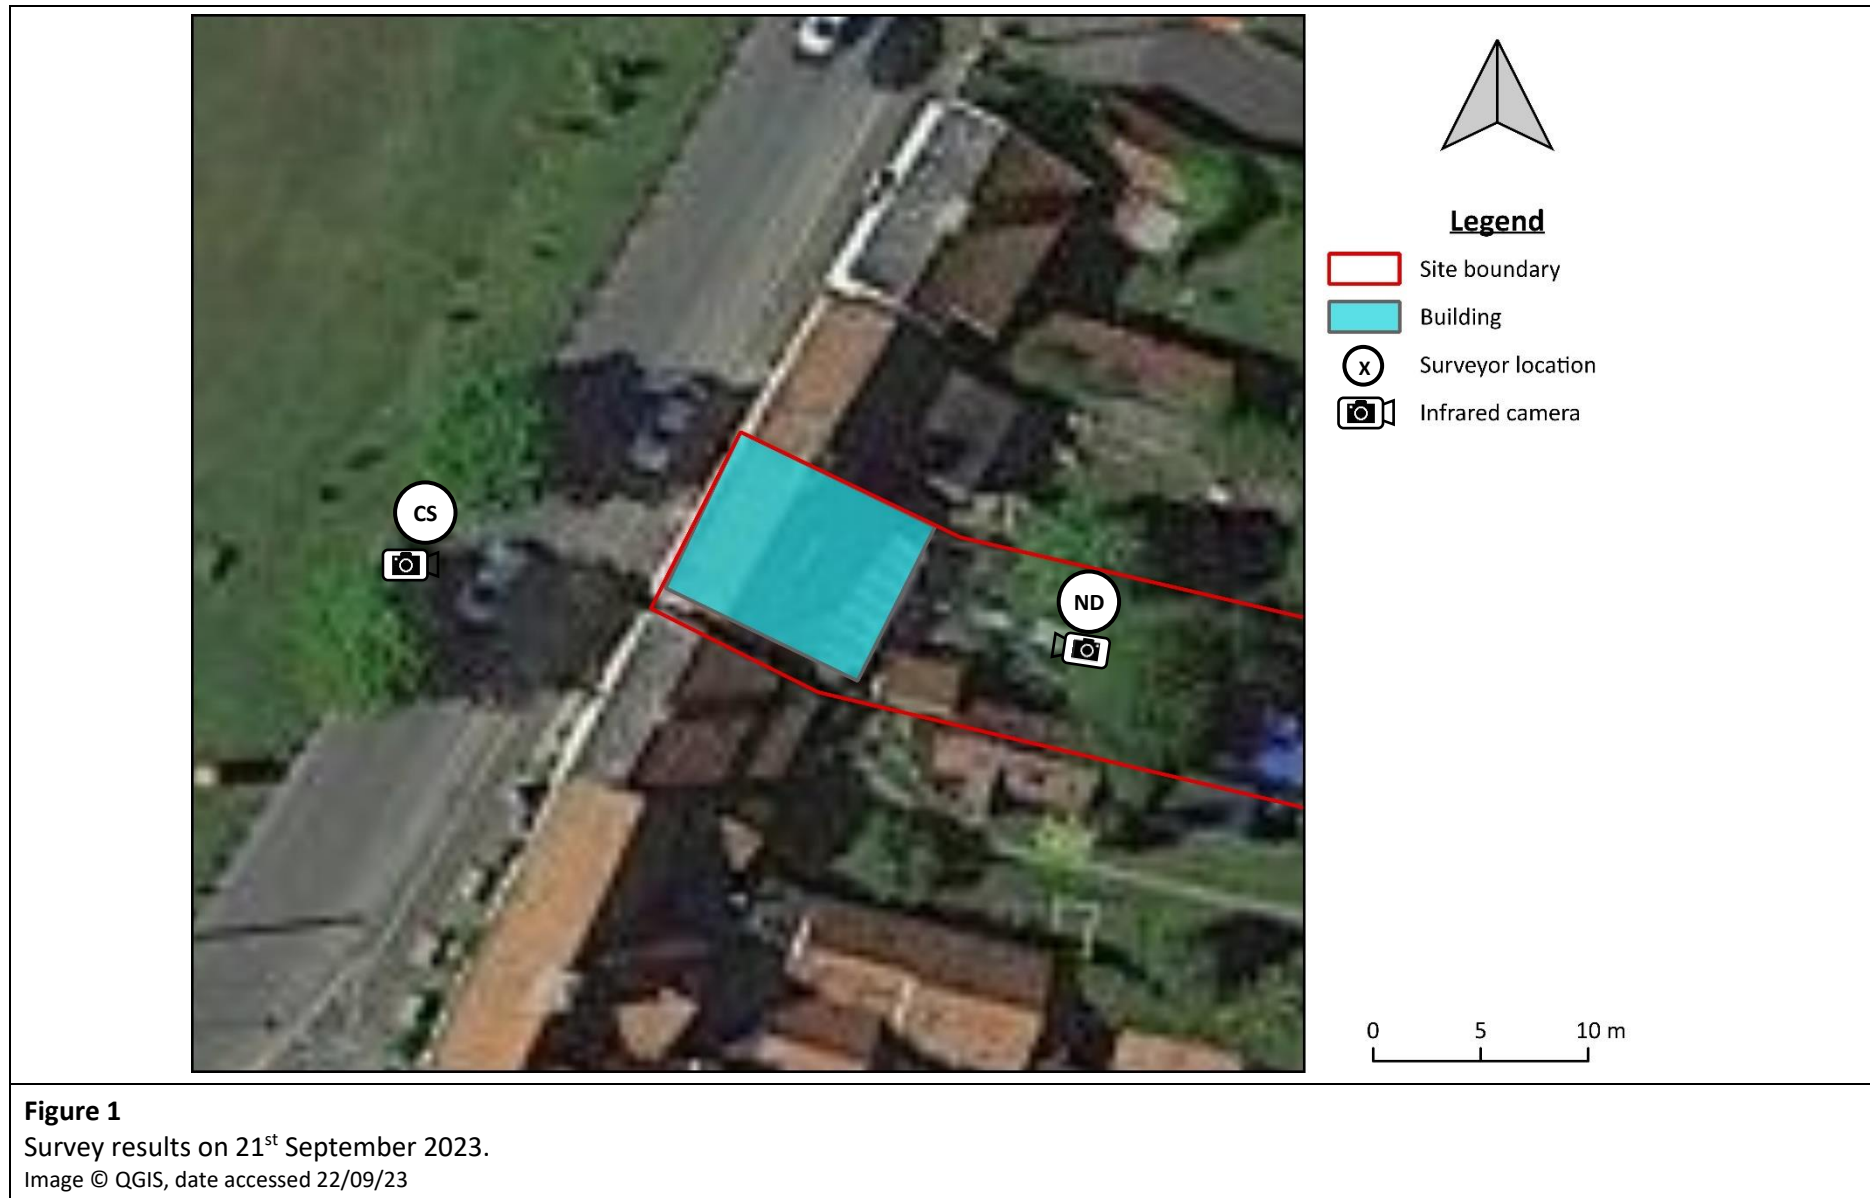 CS
ND
Legend
Site boundary
Building
x Surveyor location
Infrared camera
0 5 10 m
Figure 1
Survey results on 21st September 2023.
Image © QGIS, date accessed 22/09/23